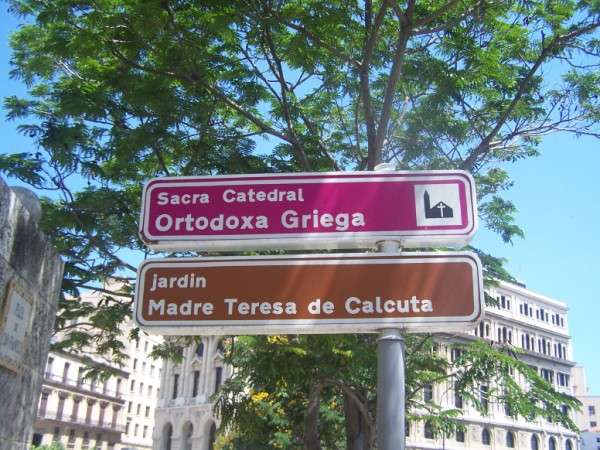 Sacra Catedral
Ortodoxa Griega
jardin
Madre Teresa de Calcuta